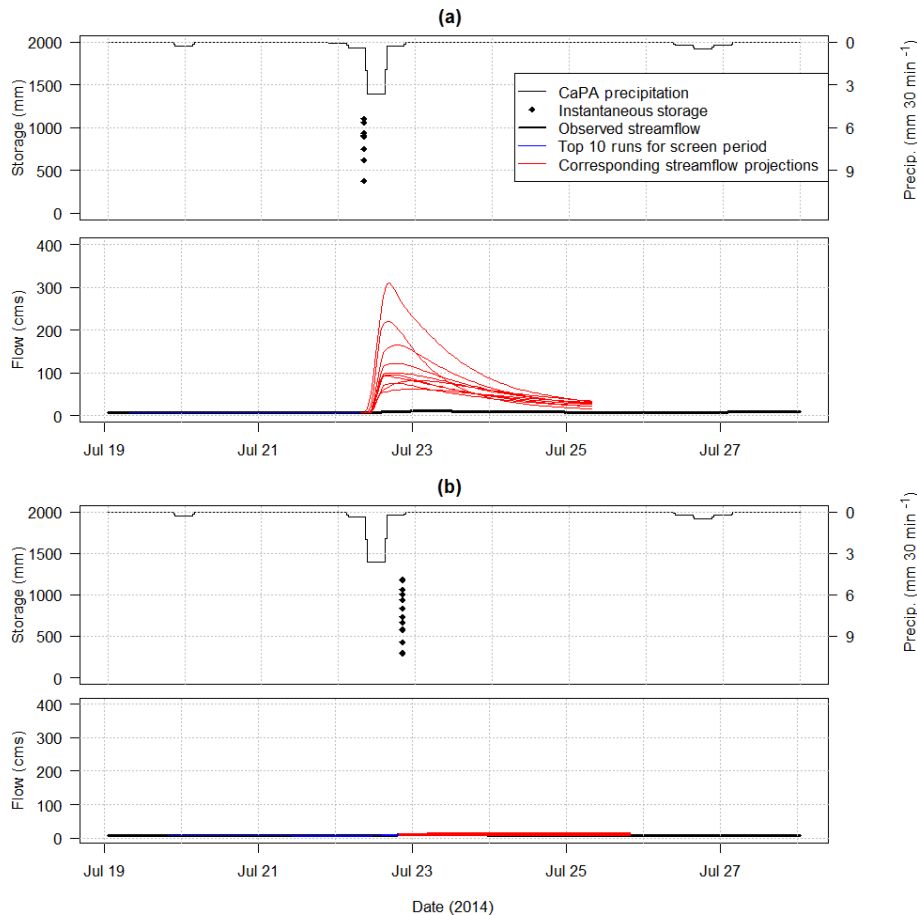 (a)
2000
1500
1000
500
0
Storage (mm)
0
3
6
9
Precip. (mm 30 min -1)
CaPA precipitation
Instantaneous storage
Observed streamflow
Top 10 runs for screen period
Corresponding streamflow projections
400
300
200
100
0
Flow (cms)
Jul 19 Jul 21 Jul 23 Jul 25 Jul 27
(b)
2000
1500
1000
500
0
Storage (mm)
0
3
6
9
Precip. (mm 30 min -1)
400
300
200
100
0
Flow (cms)
Jul 19 Jul 21 Jul 23 Jul 25 Jul 27
Date (2014)